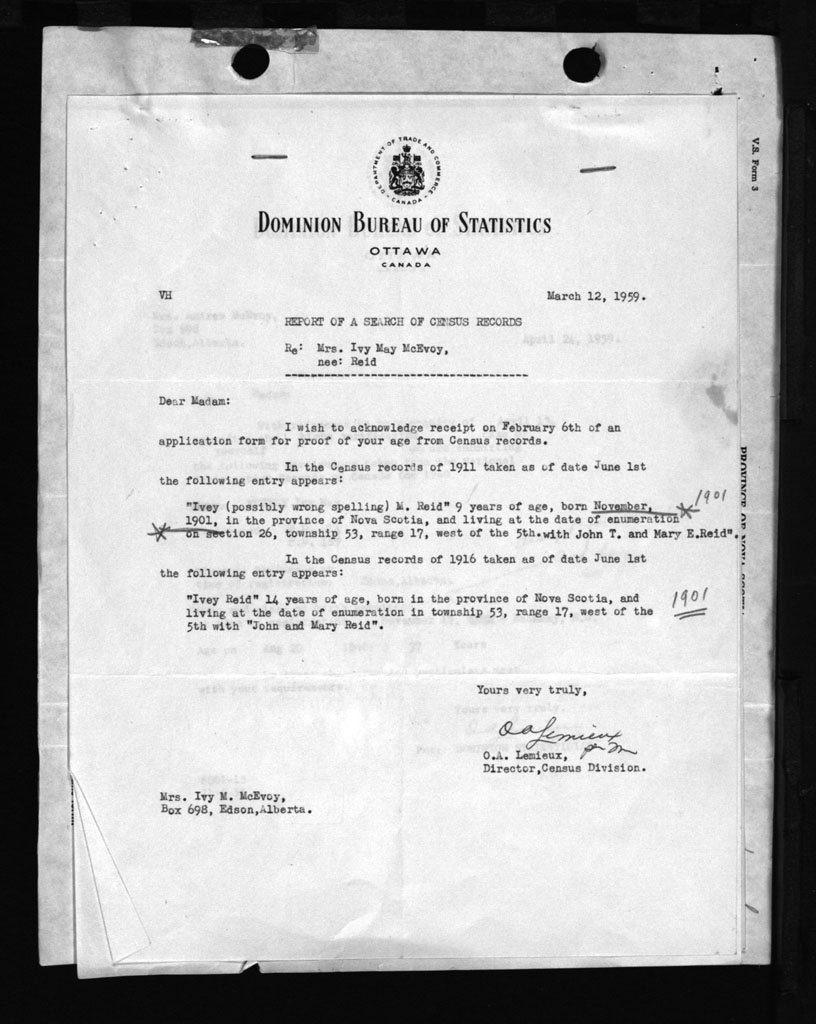 DEPARTMENT OF TRADE AND COMMERCE
CANADA
DOMINION BUREAU OF STATISTICS
OTTAWA
CANADA
V.S. Form 3
VH
March 12, 1959.
REPORT OF A SEARCH OF CENSUS RECORDS
Re: Mrs. Ivy May McEvoy,
nee: Reid
Dear Madam:
I wish to acknowledge receipt on February 6th of an
application form for proof of your age from Census records.
In the Census records of 1911 taken as of date June 1st
the following entry appears:
"Ivey (possibly wrong spelling) M. Reid" 9 years of age, born November, 1901
1901, in the province of Nova Scotia, and living at the date of enumeration
on section 26, township 53, range 17, west of the 5th.with John T. and Mary E.Reid".
In the Census records of 1916 taken as of date June 1st
the following entry appears:
"Ivey Reid" 14 years of age, born in the province of Nova Scotia, and 1901
living at the date of enumeration in township 53, range 17, west of the
5th with "John and Mary Reid".
Yours very truly,
O A Lemieux
O.A. Lemieux,
Director,Census Division.
Mrs. Ivy M. McEvoy,
Box 698, Edson,Alberta.
April 24, 1959.